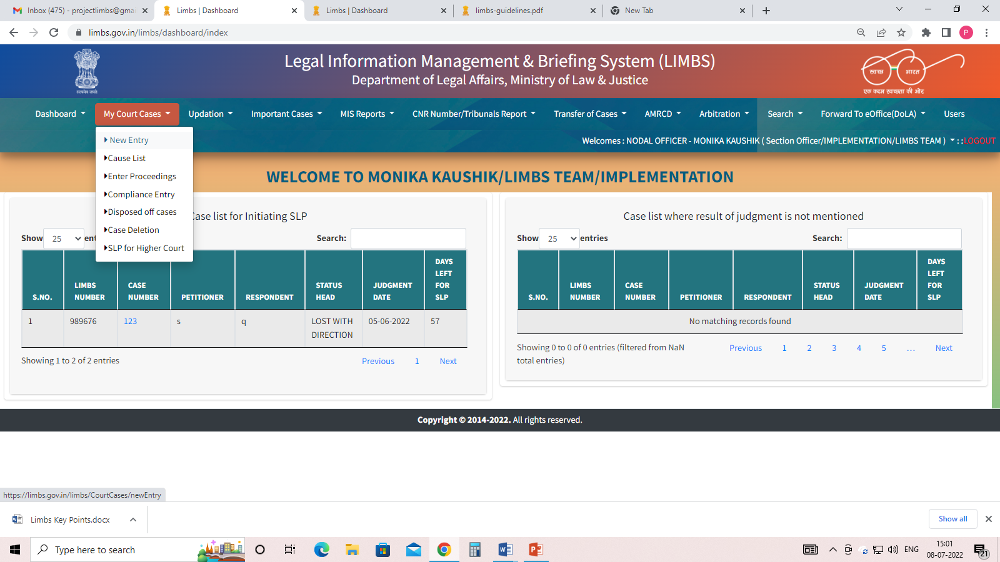 Inbox (475) - projectlimbs@gmai
Limbs | Dashboard
Limbs | Dashboard
limbs-guidelines.pdf
New Tab
limbs.gov.in/limbs/dashboard/index
P
सत्यमेव जयते
Legal Information Management & Briefing System (LIMBS)
Department of Legal Affairs, Ministry of Law & Justice
स्वच्छ भारत
एक कदम स्वच्छता की ओर
Dashboard
My Court Cases
Updation
Important Cases
MIS Reports
CNR Number/Tribunals Report
Transfer of Cases
AMRCD
Arbitration
Search
Forward To eOffice(DoLA)
Users
Welcomes : NODAL OFFICER - MONIKA KAUSHIK ( Section Officer/IMPLEMENTATION/LIMBS TEAM ) : : LOGOUT
New Entry
Cause List
Enter Proceedings
Compliance Entry
Disposed off cases
Case Deletion
SLP for Higher Court
WELCOME TO MONIKA KAUSHIK/LIMBS TEAM/IMPLEMENTATION
Case list for Initiating SLP
Show 25 ent
Search:
S.NO. LIMBS NUMBER CASE NUMBER PETITIONER RESPONDENT STATUS HEAD JUDGMENT DATE DAYS LEFT FOR SLP
1 989676 123 s q LOST WITH DIRECTION 05-06-2022 57
Showing 1 to 2 of 2 entries
Previous 1 Next
Case list where result of judgment is not mentioned
Show 25 entries
Search:
S.NO. LIMBS NUMBER CASE NUMBER PETITIONER RESPONDENT STATUS HEAD JUDGMENT DATE DAYS LEFT FOR SLP
No matching records found
Showing 0 to 0 of 0 entries (filtered from NaN
total entries)
Previous 1 2 3 4 5 ... Next
Copyright © 2014-2022. All rights reserved.
https://limbs.gov.in/limbs/CourtCases/newEntry
Limbs Key Points.docx
Show all
Type here to search
ENG
15:01
08-07-2022
21